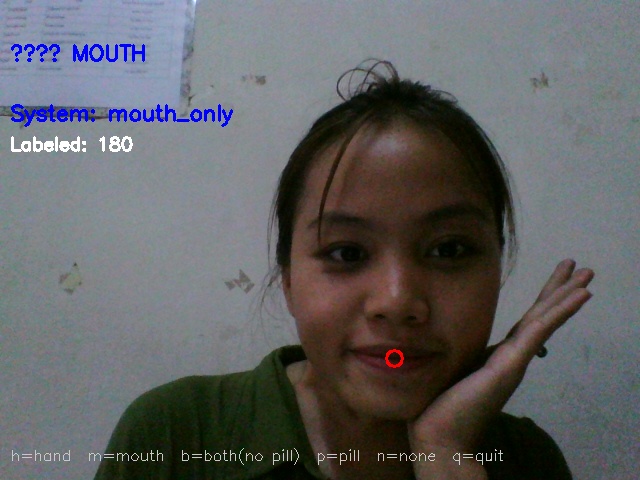 ???? MOUTH
System: mouth_only
Labeled: 180
h=hand m=mouth b=both(no pill) p=pill n=none q=quit